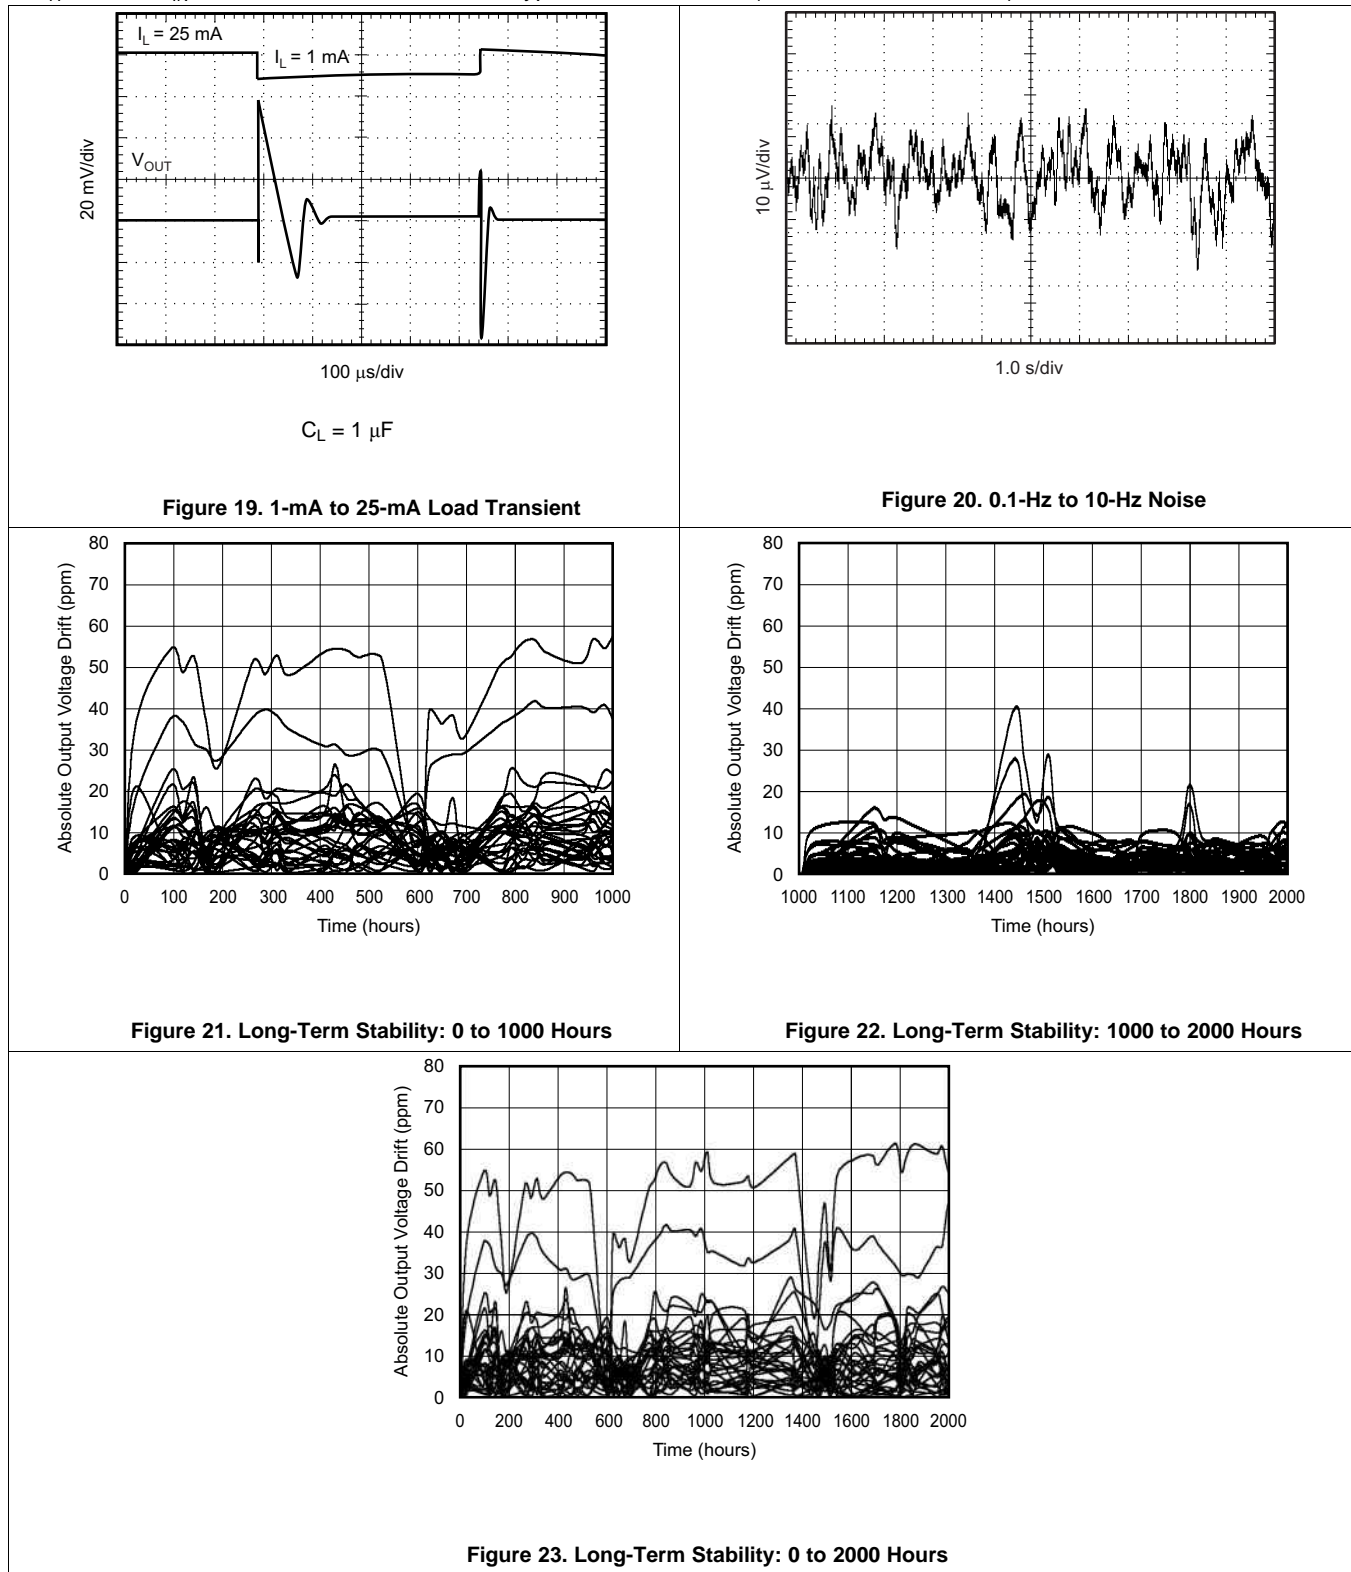 I_L = 25 mA
I_L = 1 mA
20 mV/div
V_OUT
100 µs/div
C_L = 1 µF
Figure 19. 1-mA to 25-mA Load Transient
10 µV/div
1.0 s/div
Figure 20. 0.1-Hz to 10-Hz Noise
Absolute Output Voltage Drift (ppm)
80
70
60
50
40
30
20
10
0
0 100 200 300 400 500 600 700 800 900 1000
Time (hours)
Figure 21. Long-Term Stability: 0 to 1000 Hours
Absolute Output Voltage Drift (ppm)
80
70
60
50
40
30
20
10
0
1000 1100 1200 1300 1400 1500 1600 1700 1800 1900 2000
Time (hours)
Figure 22. Long-Term Stability: 1000 to 2000 Hours
Absolute Output Voltage Drift (ppm)
80
70
60
50
40
30
20
10
0
0 200 400 600 800 1000 1200 1400 1600 1800 2000
Time (hours)
Figure 23. Long-Term Stability: 0 to 2000 Hours